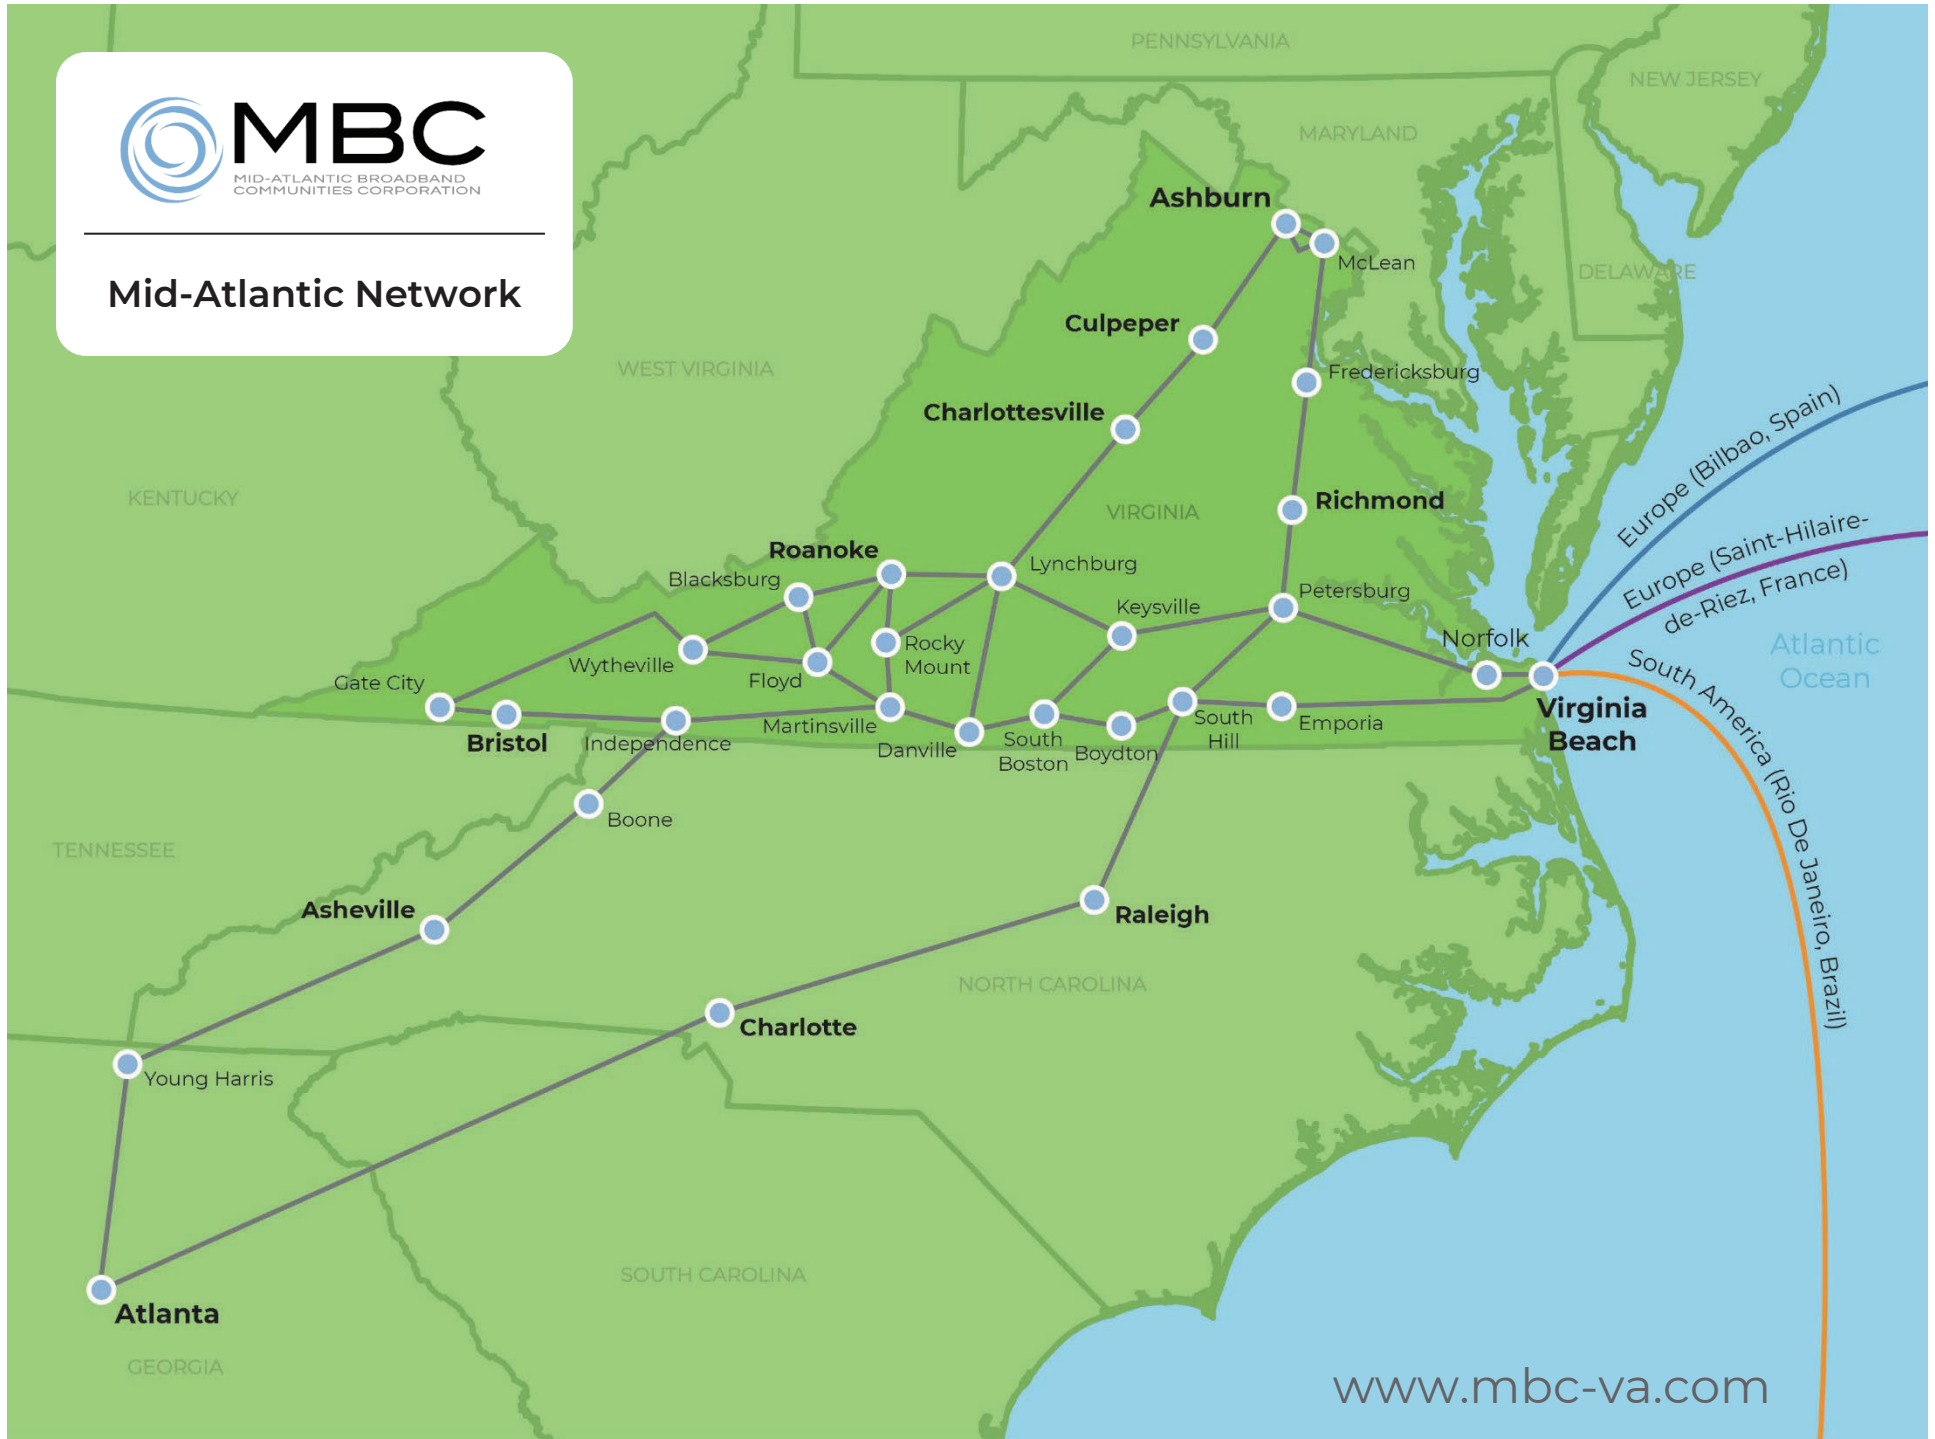 MBC
MID-ATLANTIC BROADBAND
COMMUNITIES CORPORATION
Mid-Atlantic Network
PENNSYLVANIA
NEW JERSEY
MARYLAND
Ashburn
McLean
DELAWARE
Culpeper
WEST VIRGINIA
Fredericksburg
Charlottesville
Europe (Bilbao, Spain)
KENTUCKY
Richmond
VIRGINIA
Europe (Saint-Hilaire-
de-Riez, France)
Roanoke
Lynchburg
Blacksburg
Petersburg
Keysville
Norfolk
Atlantic
Ocean
Rocky
Mount
Wytheville
Floyd
Gate City
South America (Rio De Janeiro, Brazil)
Virginia
Beach
Martinsville
South
Hill
Emporia
Bristol
Independence
Danville
South
Boston
Boydton
Boone
TENNESSEE
Asheville
Raleigh
NORTH CAROLINA
Charlotte
Young Harris
SOUTH CAROLINA
Atlanta
GEORGIA
www.mbc-va.com